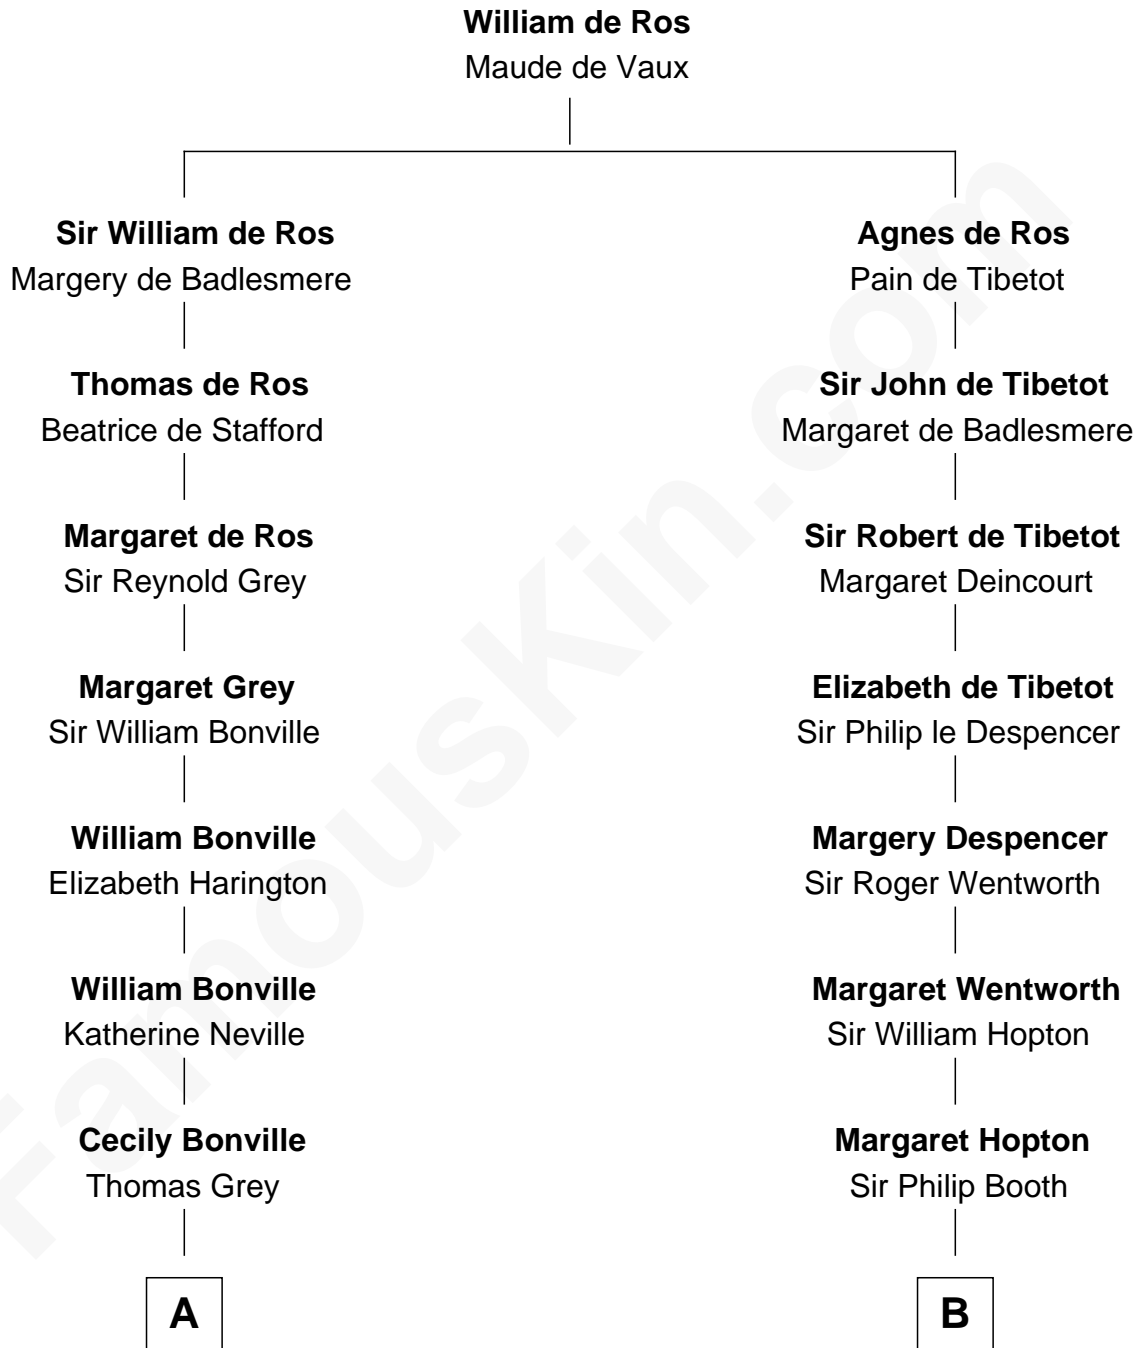 William de Ros
Maude de Vaux
Sir William de Ros
Margery de Badlesmere
Agnes de Ros
Pain de Tibetot
Thomas de Ros
Beatrice de Stafford
Sir John de Tibetot
Margaret de Badlesmere
Margaret de Ros
Sir Reynold Grey
Sir Robert de Tibetot
Margaret Deincourt
Margaret Grey
Sir William Bonville
Elizabeth de Tibetot
Sir Philip le Despencer
William Bonville
Elizabeth Harington
Margery Despencer
Sir Roger Wentworth
William Bonville
Katherine Neville
Margaret Wentworth
Sir William Hopton
Cecily Bonville
Thomas Grey
Margaret Hopton
Sir Philip Booth
A
B
FamousKin.com